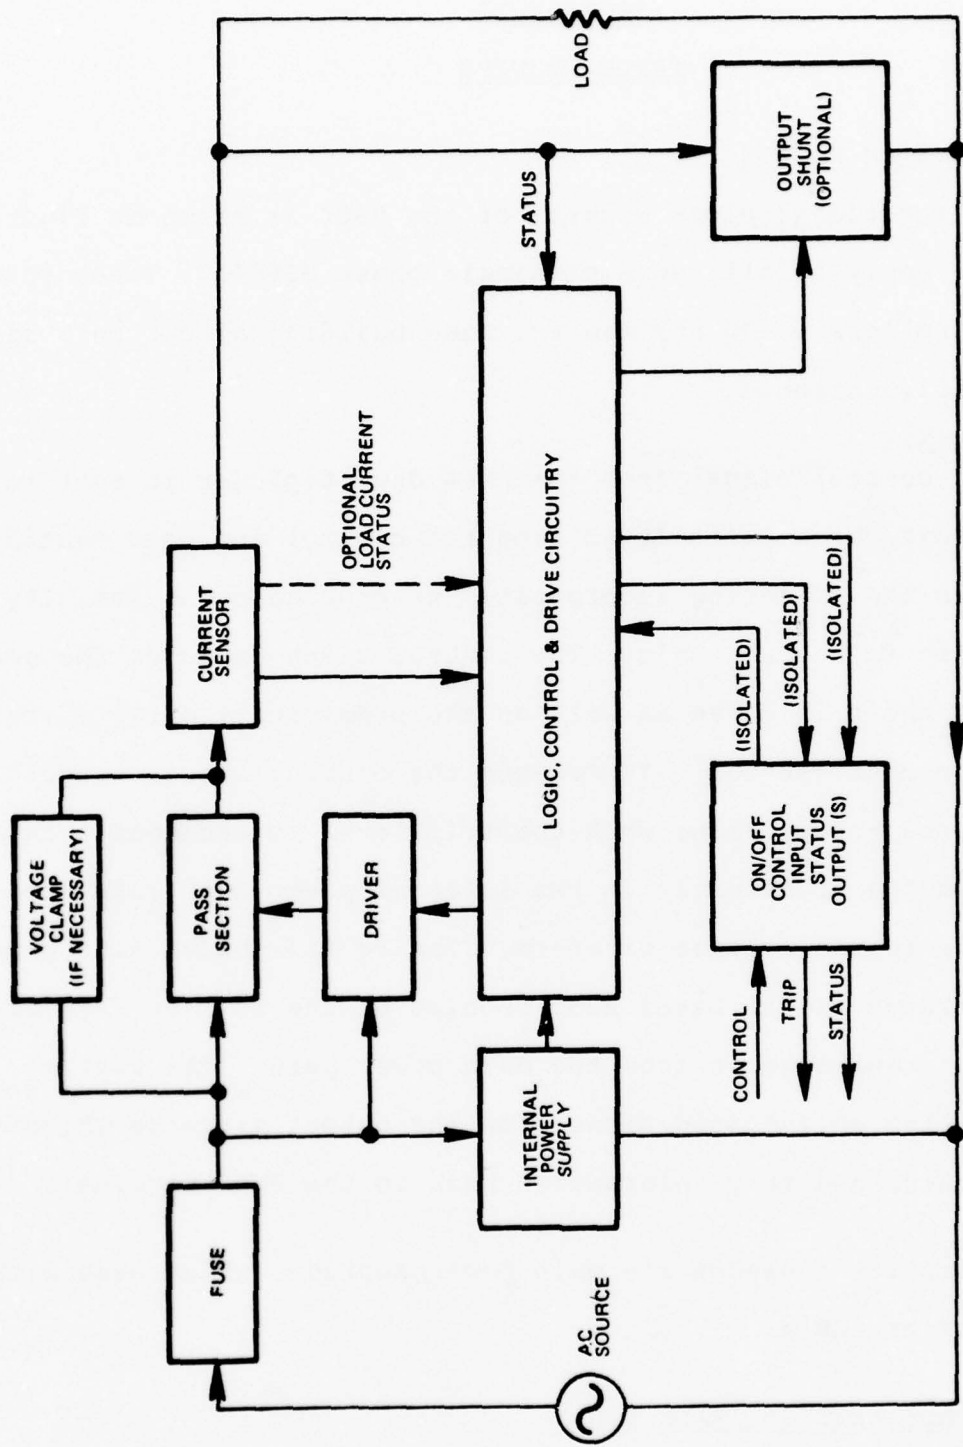 VOLTAGE
CLAMP
(IF NECESSARY)
FUSE
PASS
SECTION
CURRENT
SENSOR
DRIVER
OPTIONAL
LOAD CURRENT
STATUS
STATUS
LOAD
AC
SOURCE
INTERNAL
POWER
SUPPLY
LOGIC, CONTROL & DRIVE CIRCUITRY
OUTPUT
SHUNT
(OPTIONAL)
CONTROL
TRIP
STATUS
ON/OFF
CONTROL
INPUT
STATUS
OUTPUT (S)
(ISOLATED)
(ISOLATED)
(ISOLATED)